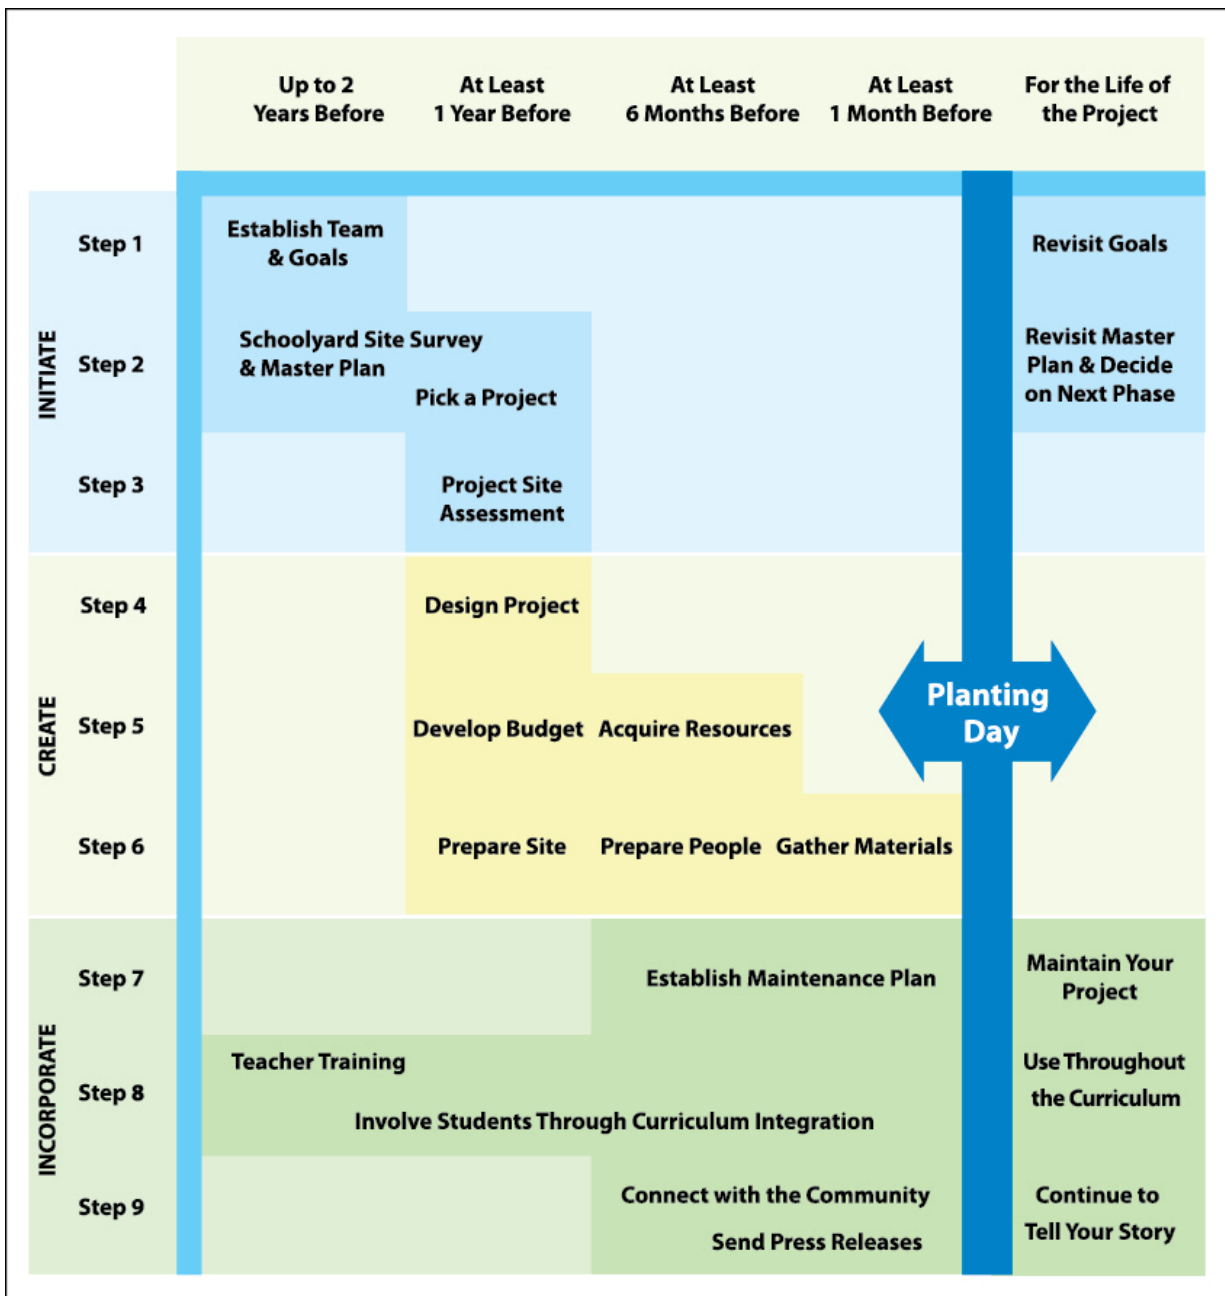 Up to 2
Years Before
At Least
1 Year Before
At Least
6 Months Before
At Least
1 Month Before
For the Life of
the Project
INITIATE
Step 1
Establish Team
& Goals
Revisit Goals
Step 2
Schoolyard Site Survey
& Master Plan
Pick a Project
Revisit Master
Plan & Decide
on Next Phase
Step 3
Project Site
Assessment
CREATE
Step 4
Design Project
Step 5
Develop Budget
Acquire Resources
Planting
Day
Step 6
Prepare Site
Prepare People
Gather Materials
INCORPORATE
Step 7
Establish Maintenance Plan
Maintain Your
Project
Step 8
Teacher Training
Involve Students Through Curriculum Integration
Use Throughout
the Curriculum
Step 9
Connect with the Community
Send Press Releases
Continue to
Tell Your Story